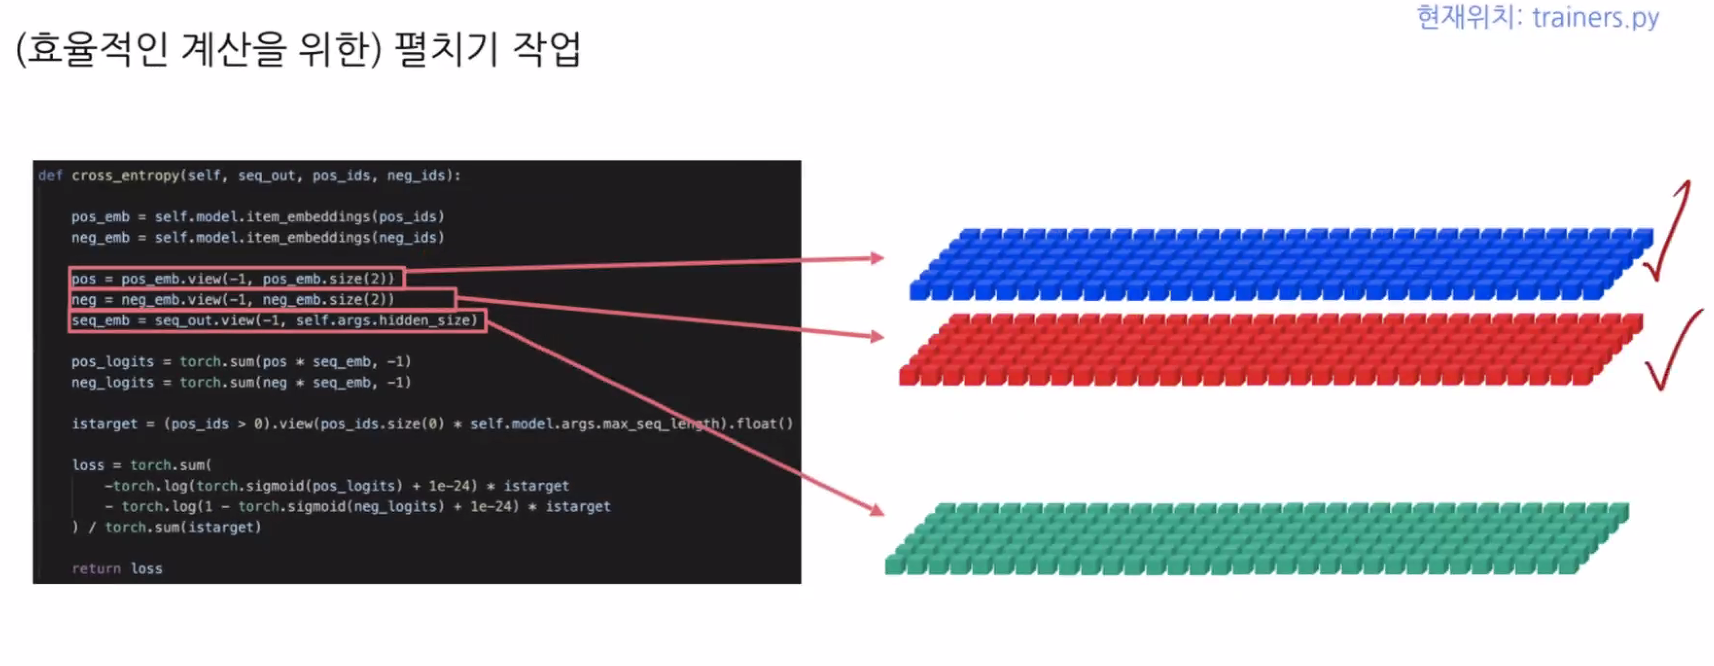 현재위치: trainers.py
(효율적인 계산을 위한) 펼치기 작업
def cross_entropy(self, seq_out, pos_ids, neg_ids):
pos_emb = self.model.item_embeddings(pos_ids)
neg_emb = self.model.item_embeddings(neg_ids)
pos = pos_emb.view(-1, pos_emb.size(2))
neg = neg_emb.view(-1, neg_emb.size(2))
seq_emb = seq_out.view(-1, self.args.hidden_size)
pos_logits = torch.sum(pos * seq_emb, -1)
neg_logits = torch.sum(neg * seq_emb, -1)
istarget = (pos_ids > 0).view(pos_ids.size(0) * self.model.args.max_seq_length).float()
loss = torch.sum(
-torch.log(torch.sigmoid(pos_logits) + 1e-24) * istarget
- torch.log(1 - torch.sigmoid(neg_logits) + 1e-24) * istarget
) / torch.sum(istarget)
return loss